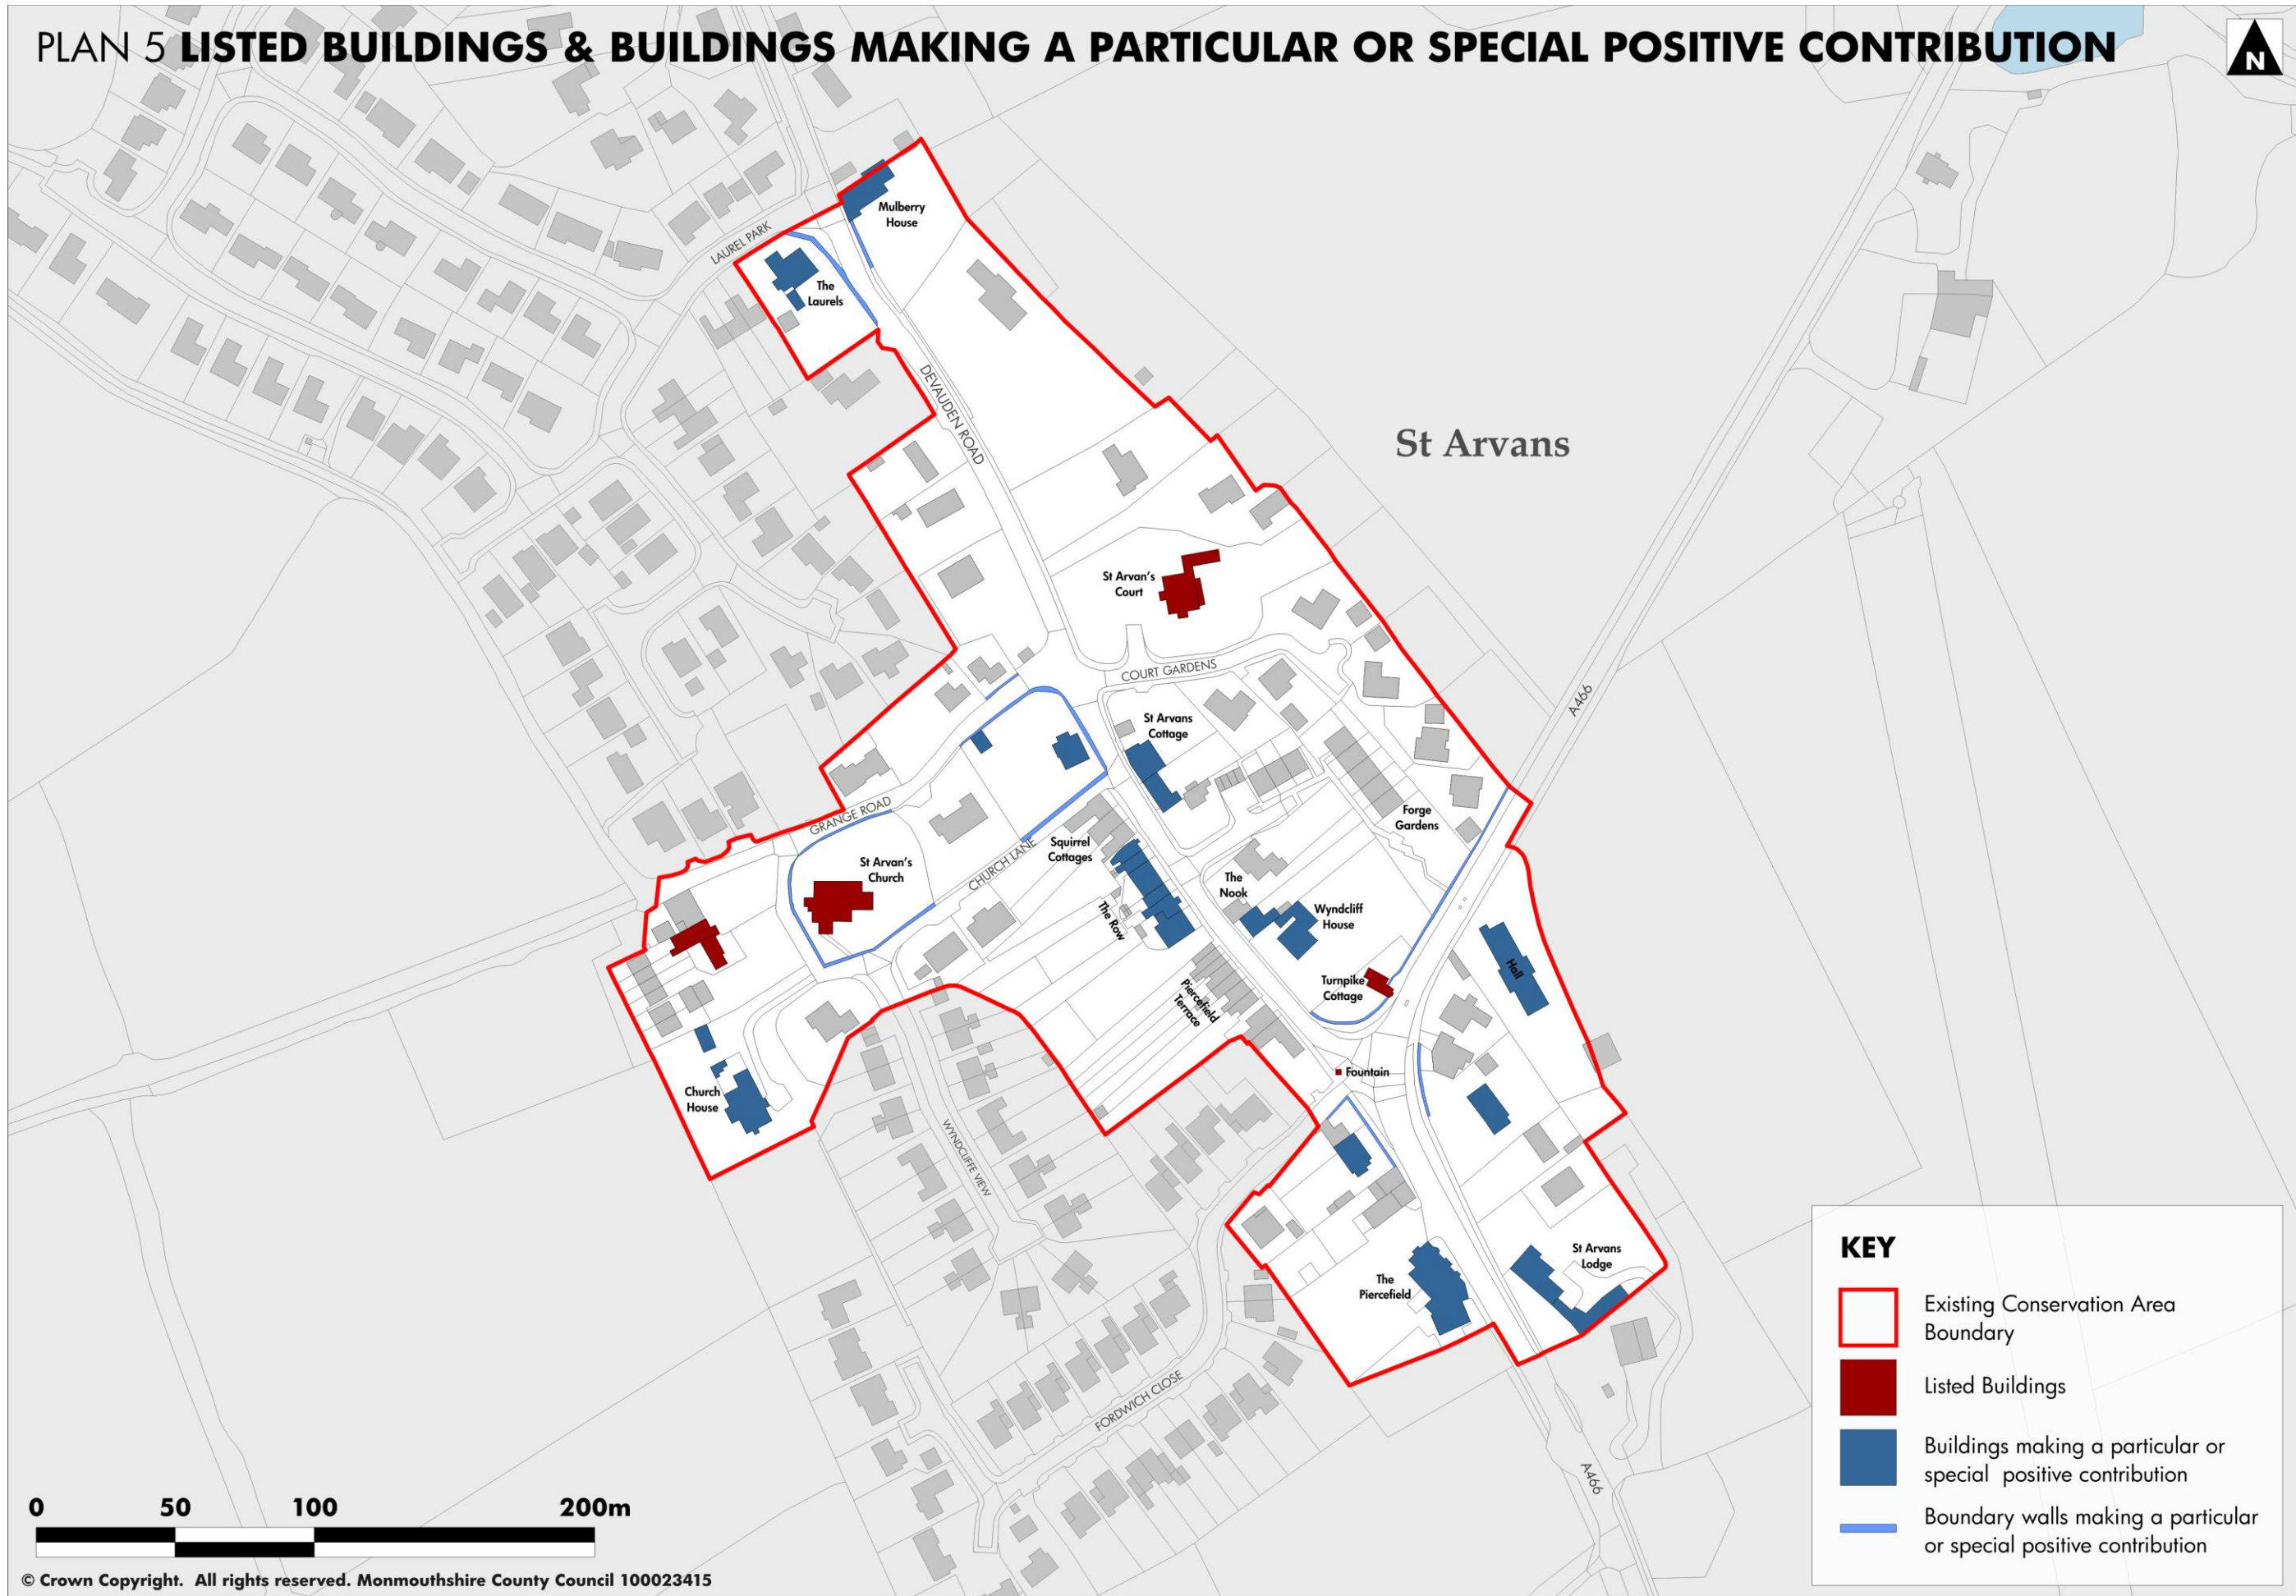 PLAN 5 LISTED BUILDINGS & BUILDINGS MAKING A PARTICULAR OR SPECIAL POSITIVE CONTRIBUTION
N
Mulberry
House
LAUREL PARK
The
Laurels
DEVAUDEN ROAD
St Arvans
St Arvan's
Court
COURT GARDENS
A466
St Arvans
Cottage
GRANGE ROAD
Forge
Gardens
Squirrel
Cottages
CHURCH LANE
St Arvan's
Church
The
Nook
The Row
Wyndcliff
House
Hall
Turnpike
Cottage
Piercefield
Terrace
Fountain
Church
House
WYNDCLIFFE VIEW
St Arvans
Lodge
The
Piercefield
FORDWICH CLOSE
A466
KEY
Existing Conservation Area
Boundary
Listed Buildings
Buildings making a particular or
special positive contribution
Boundary walls making a particular
or special positive contribution
0 50 100 200m
© Crown Copyright. All rights reserved. Monmouthshire County Council 100023415